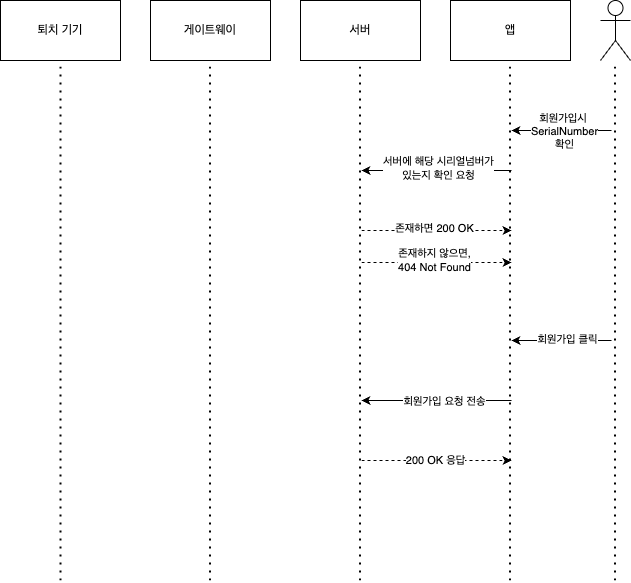 퇴치 기기
게이트웨이
서버
앱
회원가입시
SerialNumber
확인
서버에 해당 시리얼넘버가
있는지 확인 요청
존재하면 200 OK
존재하지 않으면,
404 Not Found
회원가입 클릭
회원가입 요청 전송
200 OK 응답